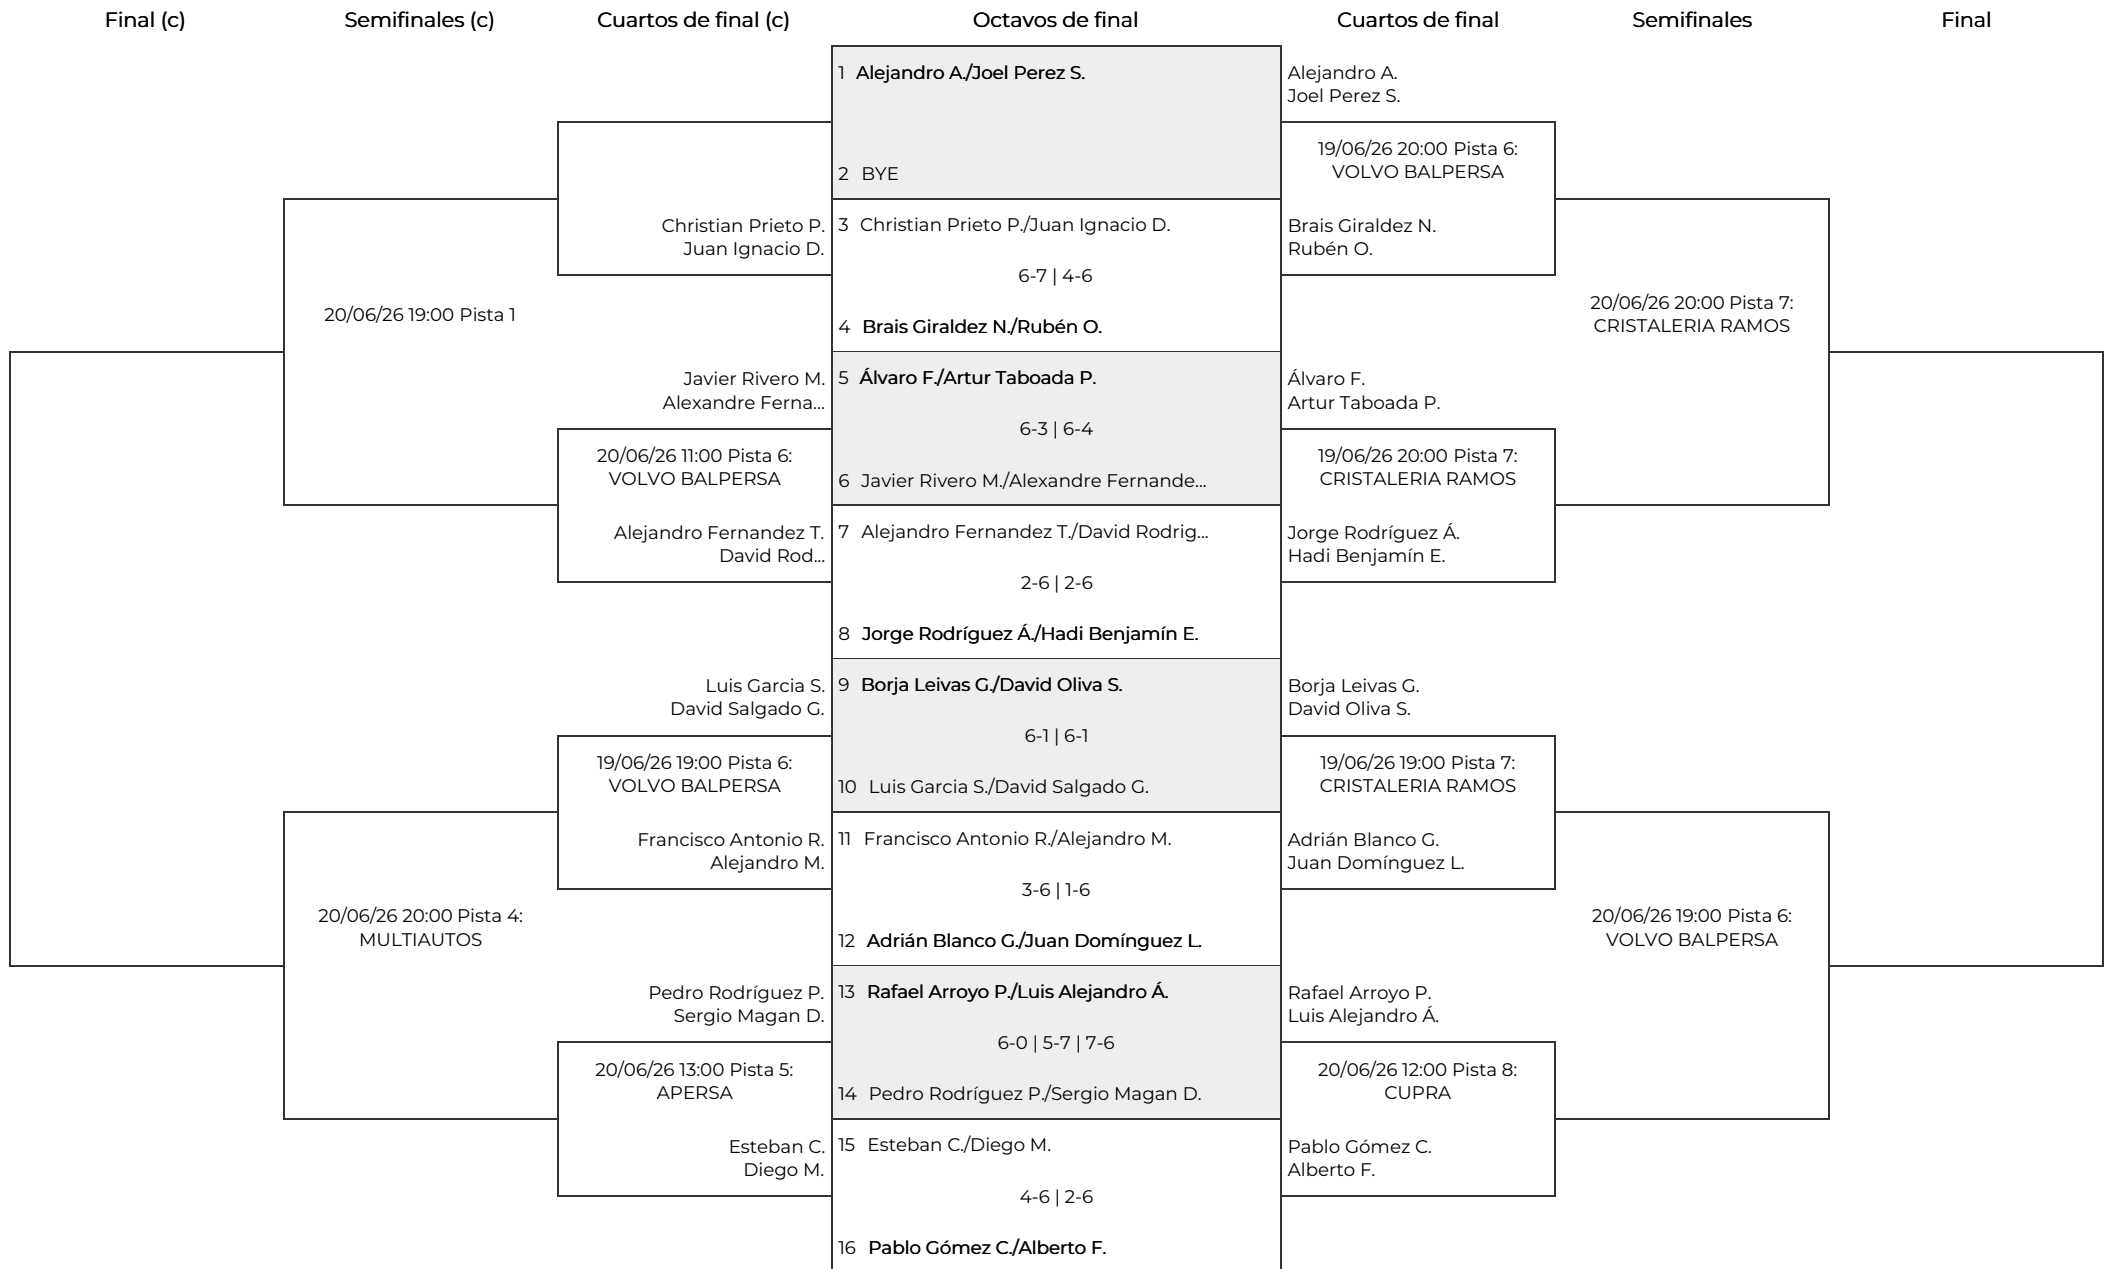 Final (c)
Semifinales (c)
Cuartos de final (c)
Octavos de final
Cuartos de final
Semifinales
Final
20/06/26 19:00 Pista 1
20/06/26 20:00 Pista 4:
MULTIAUTOS
Christian Prieto P.
Juan Ignacio D.
Javier Rivero M.
Alexandre Ferna...
20/06/26 11:00 Pista 6:
VOLVO BALPERSA
Alejandro Fernandez T.
David Rod...
Luis Garcia S.
David Salgado G.
19/06/26 19:00 Pista 6:
VOLVO BALPERSA
Francisco Antonio R.
Alejandro M.
Pedro Rodríguez P.
Sergio Magan D.
20/06/26 13:00 Pista 5:
APERSA
Esteban C.
Diego M.
1 Alejandro A./Joel Perez S.
2 BYE
3 Christian Prieto P./Juan Ignacio D.
6-7 | 4-6
4 Brais Giraldez N./Rubén O.
5 Álvaro F./Artur Taboada P.
6-3 | 6-4
6 Javier Rivero M./Alexandre Fernande...
7 Alejandro Fernandez T./David Rodrig...
2-6 | 2-6
8 Jorge Rodríguez Á./Hadi Benjamín E.
9 Borja Leivas G./David Oliva S.
6-1 | 6-1
10 Luis Garcia S./David Salgado G.
11 Francisco Antonio R./Alejandro M.
3-6 | 1-6
12 Adrián Blanco G./Juan Domínguez L.
13 Rafael Arroyo P./Luis Alejandro Á.
6-0 | 5-7 | 7-6
14 Pedro Rodríguez P./Sergio Magan D.
15 Esteban C./Diego M.
4-6 | 2-6
16 Pablo Gómez C./Alberto F.
Alejandro A.
Joel Perez S.
19/06/26 20:00 Pista 6:
VOLVO BALPERSA
Brais Giraldez N.
Rubén O.
Álvaro F.
Artur Taboada P.
19/06/26 20:00 Pista 7:
CRISTALERIA RAMOS
Jorge Rodríguez Á.
Hadi Benjamín E.
Borja Leivas G.
David Oliva S.
19/06/26 19:00 Pista 7:
CRISTALERIA RAMOS
Adrián Blanco G.
Juan Domínguez L.
Rafael Arroyo P.
Luis Alejandro Á.
20/06/26 12:00 Pista 8:
CUPRA
Pablo Gómez C.
Alberto F.
20/06/26 20:00 Pista 7:
CRISTALERIA RAMOS
20/06/26 19:00 Pista 6:
VOLVO BALPERSA